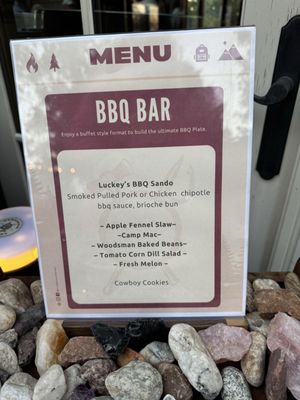 MENU
BBQ BAR
Enjoy a buffet style format to build the ultimate BBQ Plate.
Luckey's BBQ Sando
Smoked Pulled Pork or Chicken chipotle
bbq sauce, brioche bun
~ Apple Fennel Slaw~
~Camp Mac~
~ Woodsman Baked Beans~
~ Tomato Corn Dill Salad ~
~ Fresh Melon ~
Cowboy Cookies